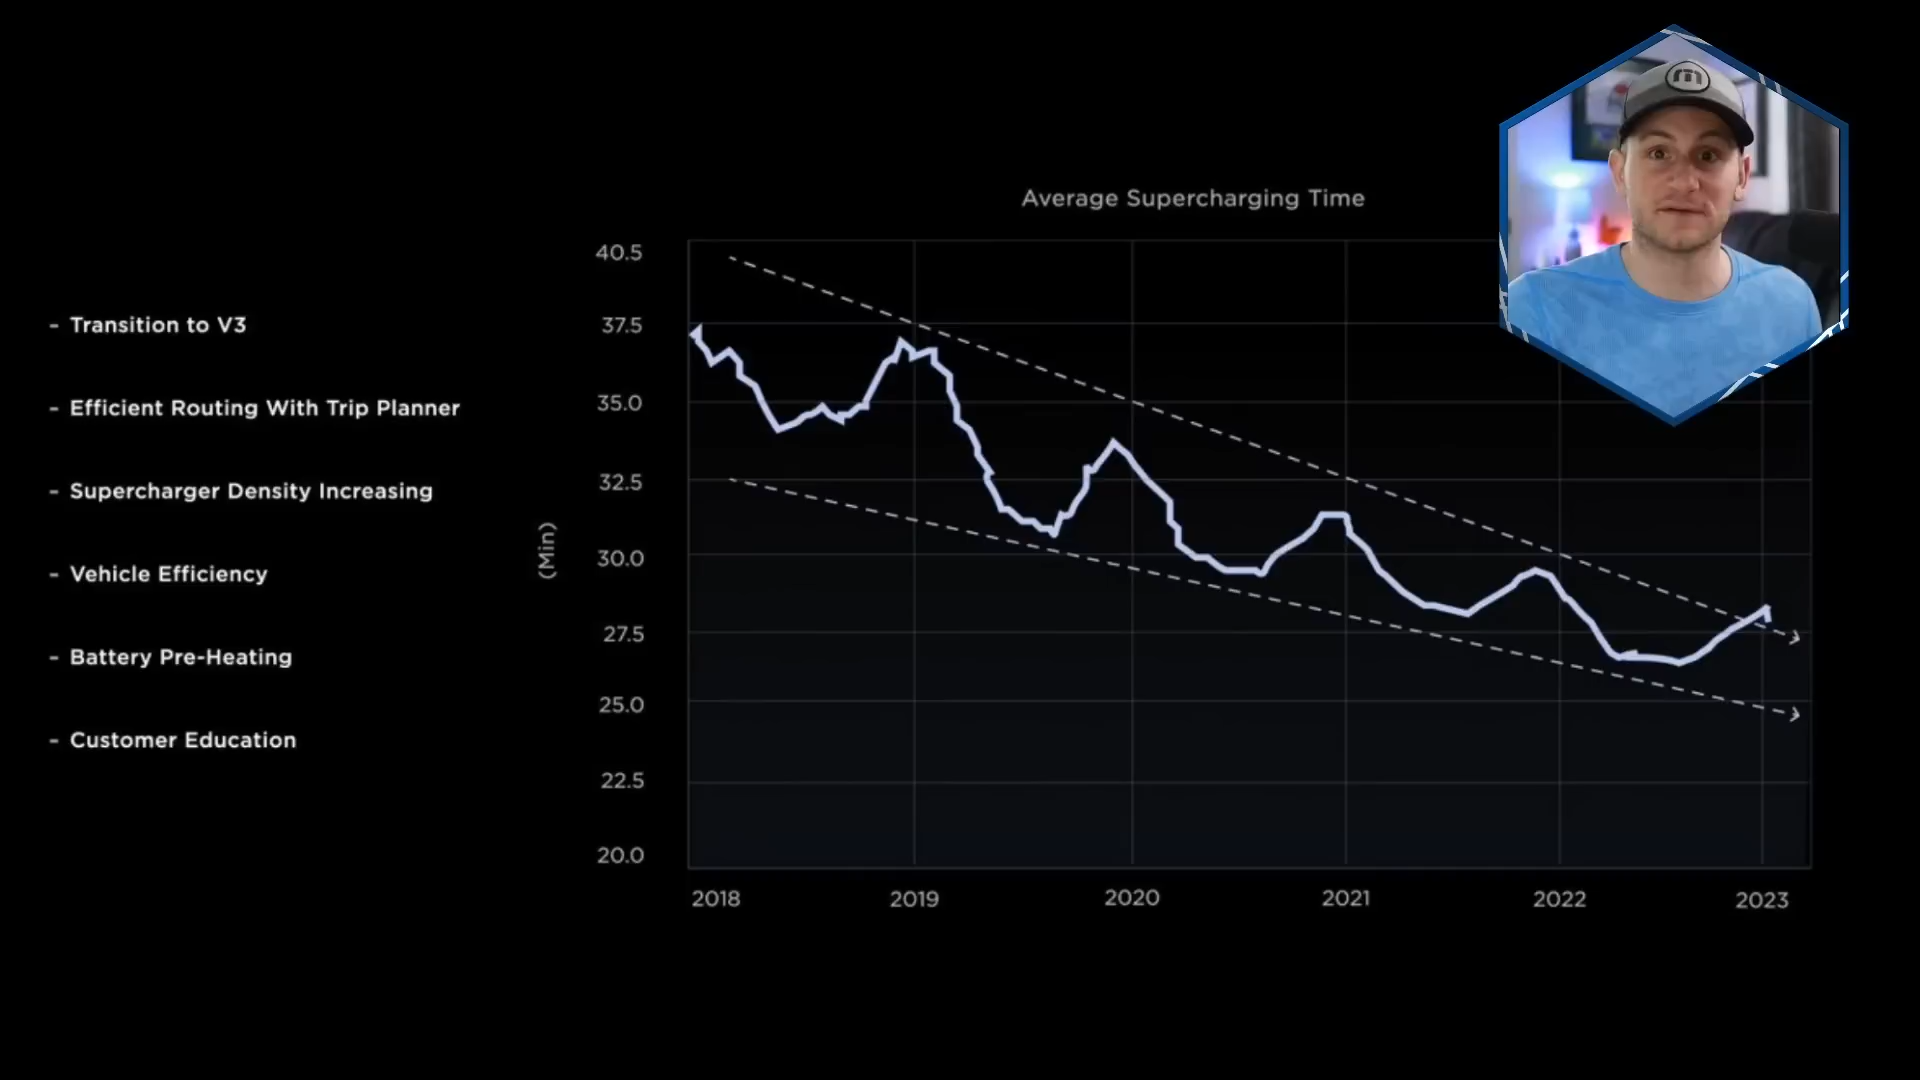 Average Supercharging Time
- Transition to V3
- Efficient Routing With Trip Planner
- Supercharger Density Increasing
- Vehicle Efficiency
- Battery Pre-Heating
- Customer Education
(Min)
40.5
37.5
35.0
32.5
30.0
27.5
25.0
22.5
20.0
2018 2019 2020 2021 2022 2023